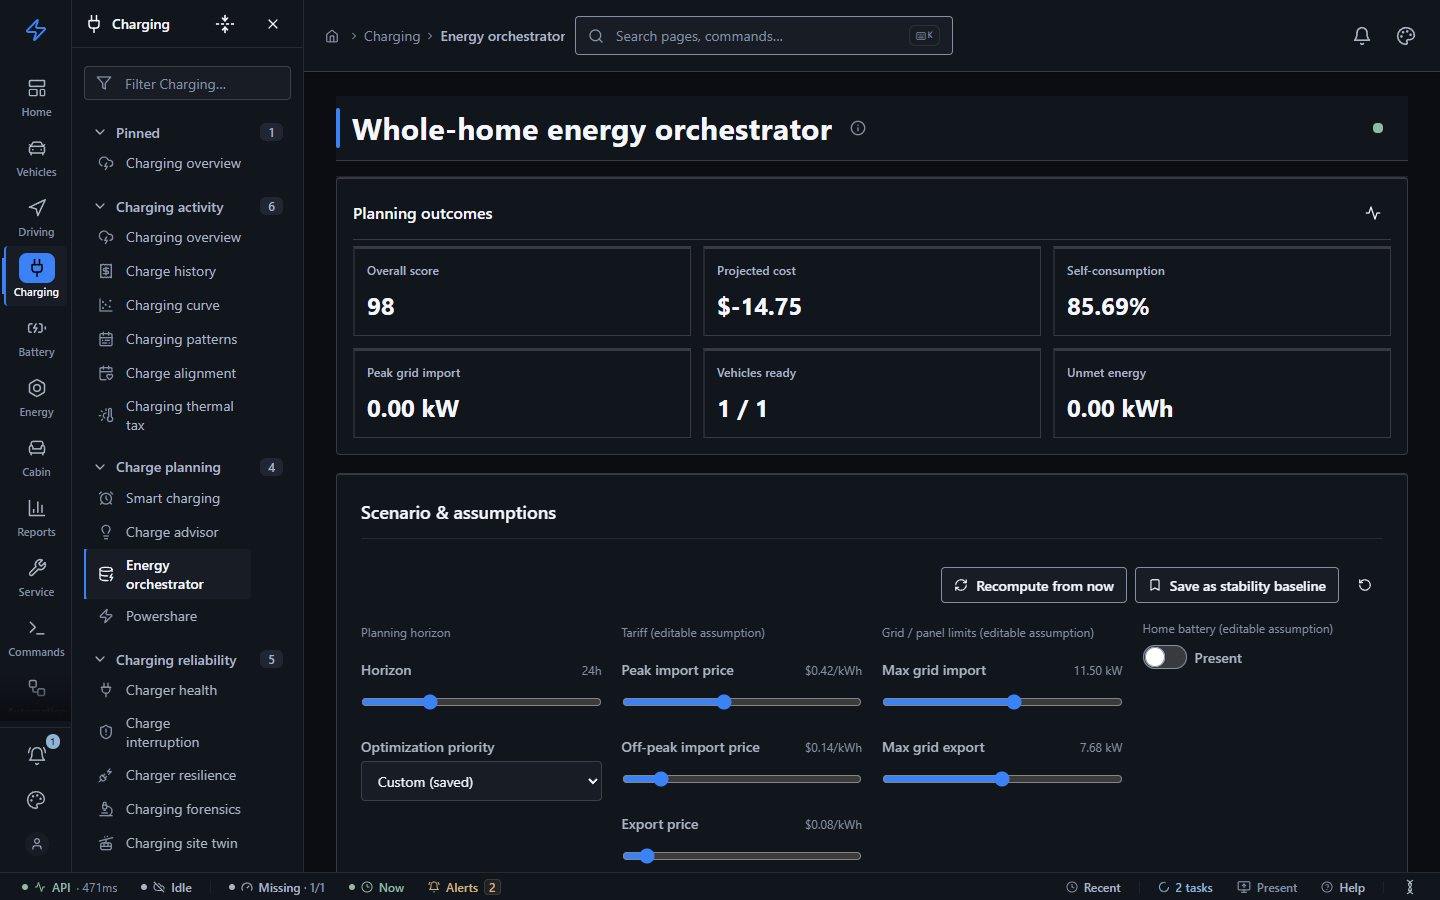 Charging
Charging
Energy orchestrator
Search pages, commands...
K
Home
Vehicles
Driving
Charging
Battery
Energy
Cabin
Reports
Service
Commands
1
Filter Charging...
Pinned
1
Charging overview
Charging activity
6
Charging overview
Charge history
Charging curve
Charging patterns
Charge alignment
Charging thermal
tax
Charge planning
4
Smart charging
Charge advisor
Energy
orchestrator
Powershare
Charging reliability
5
Charger health
Charge
interruption
Charger resilience
Charging forensics
Charging site twin
Whole-home energy orchestrator
Planning outcomes
Overall score
98
Projected cost
$-14.75
Self-consumption
85.69%
Peak grid import
0.00 kW
Vehicles ready
1 / 1
Unmet energy
0.00 kWh
Scenario & assumptions
Recompute from now
Save as stability baseline
Planning horizon
Horizon
24h
Optimization priority
Custom (saved)
Tariff (editable assumption)
Peak import price
$0.42/kWh
Off-peak import price
$0.14/kWh
Export price
$0.08/kWh
Grid / panel limits (editable assumption)
Max grid import
11.50 kW
Max grid export
7.68 kW
Home battery (editable assumption)
Present
API · 471ms
Idle
Missing · 1/1
Now
Alerts 2
Recent
2 tasks
Present
Help